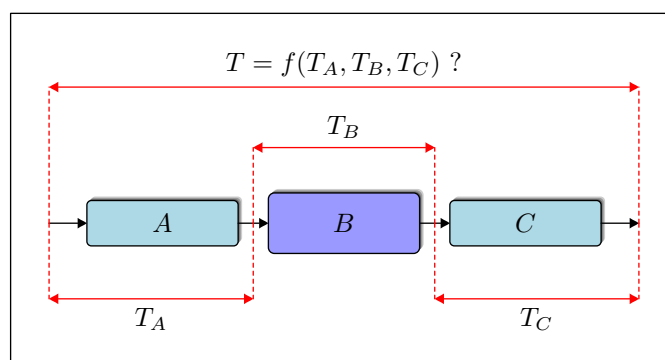 T = f(T_A, T_B, T_C) ?
T_B
A B C
T_A T_C